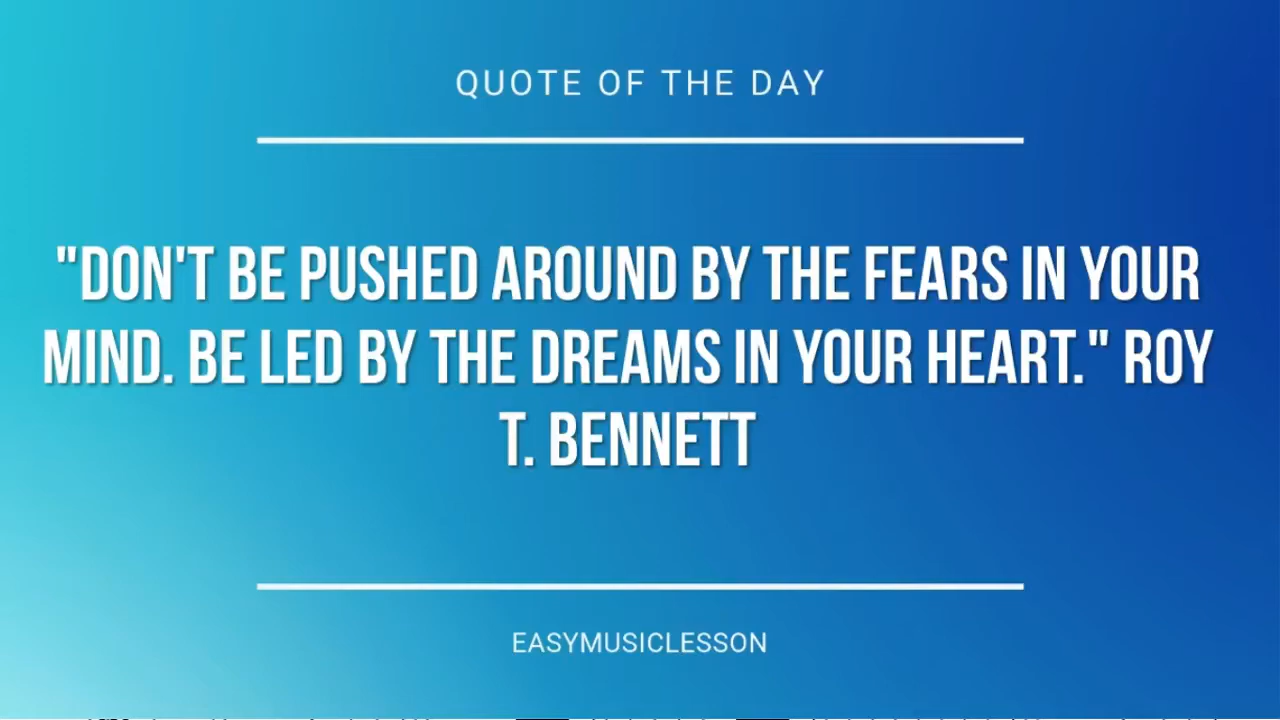 QUOTE OF THE DAY
"DON'T BE PUSHED AROUND BY THE FEARS IN YOUR
MIND. BE LED BY THE DREAMS IN YOUR HEART." ROY
T. BENNETT
EASYMUSICLESSON